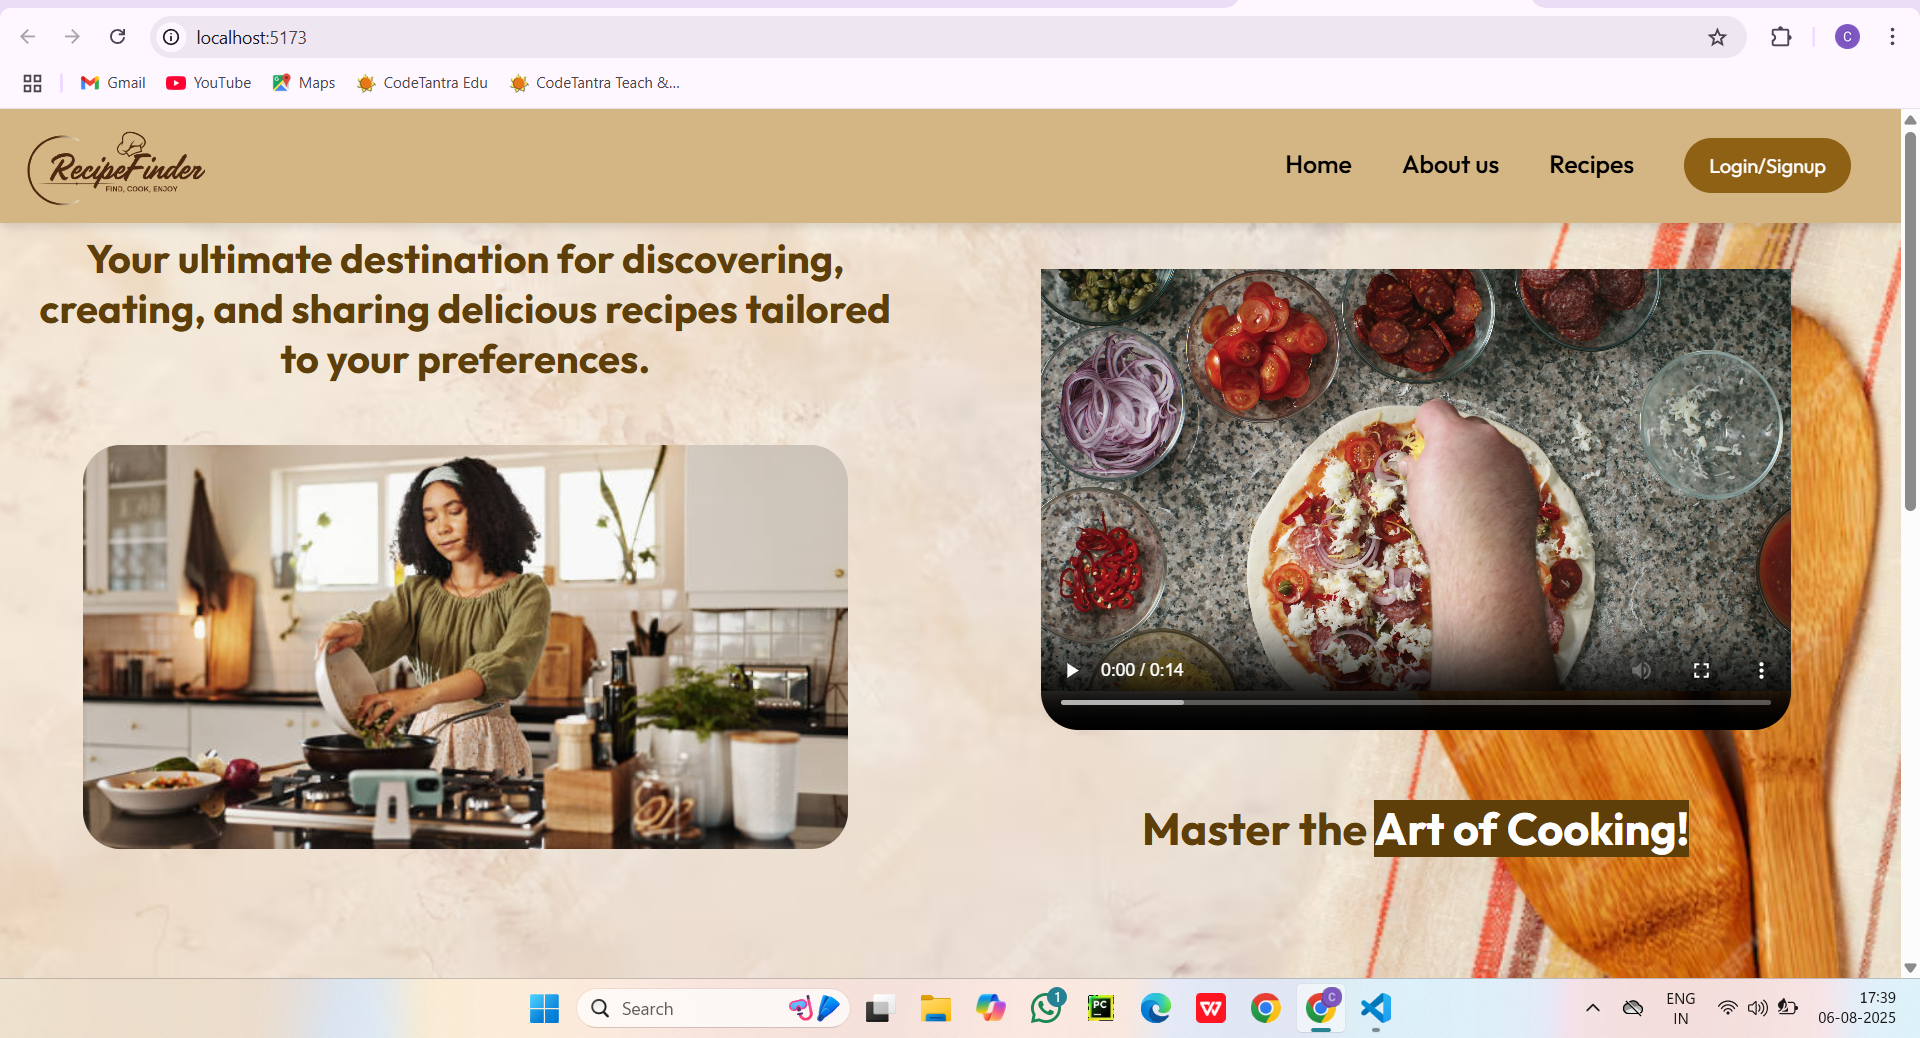 localhost:5173
C
Gmail
YouTube
Maps
CodeTantra Edu
CodeTantra Teach &...
RecipeFinder
FIND, COOK, ENJOY
Home
About us
Recipes
Login/Signup
Your ultimate destination for discovering,
creating, and sharing delicious recipes tailored
to your preferences.
0:00 / 0:14
Master the Art of Cooking!
Search
1
PC
W
C
ENG
IN
17:39
06-08-2025